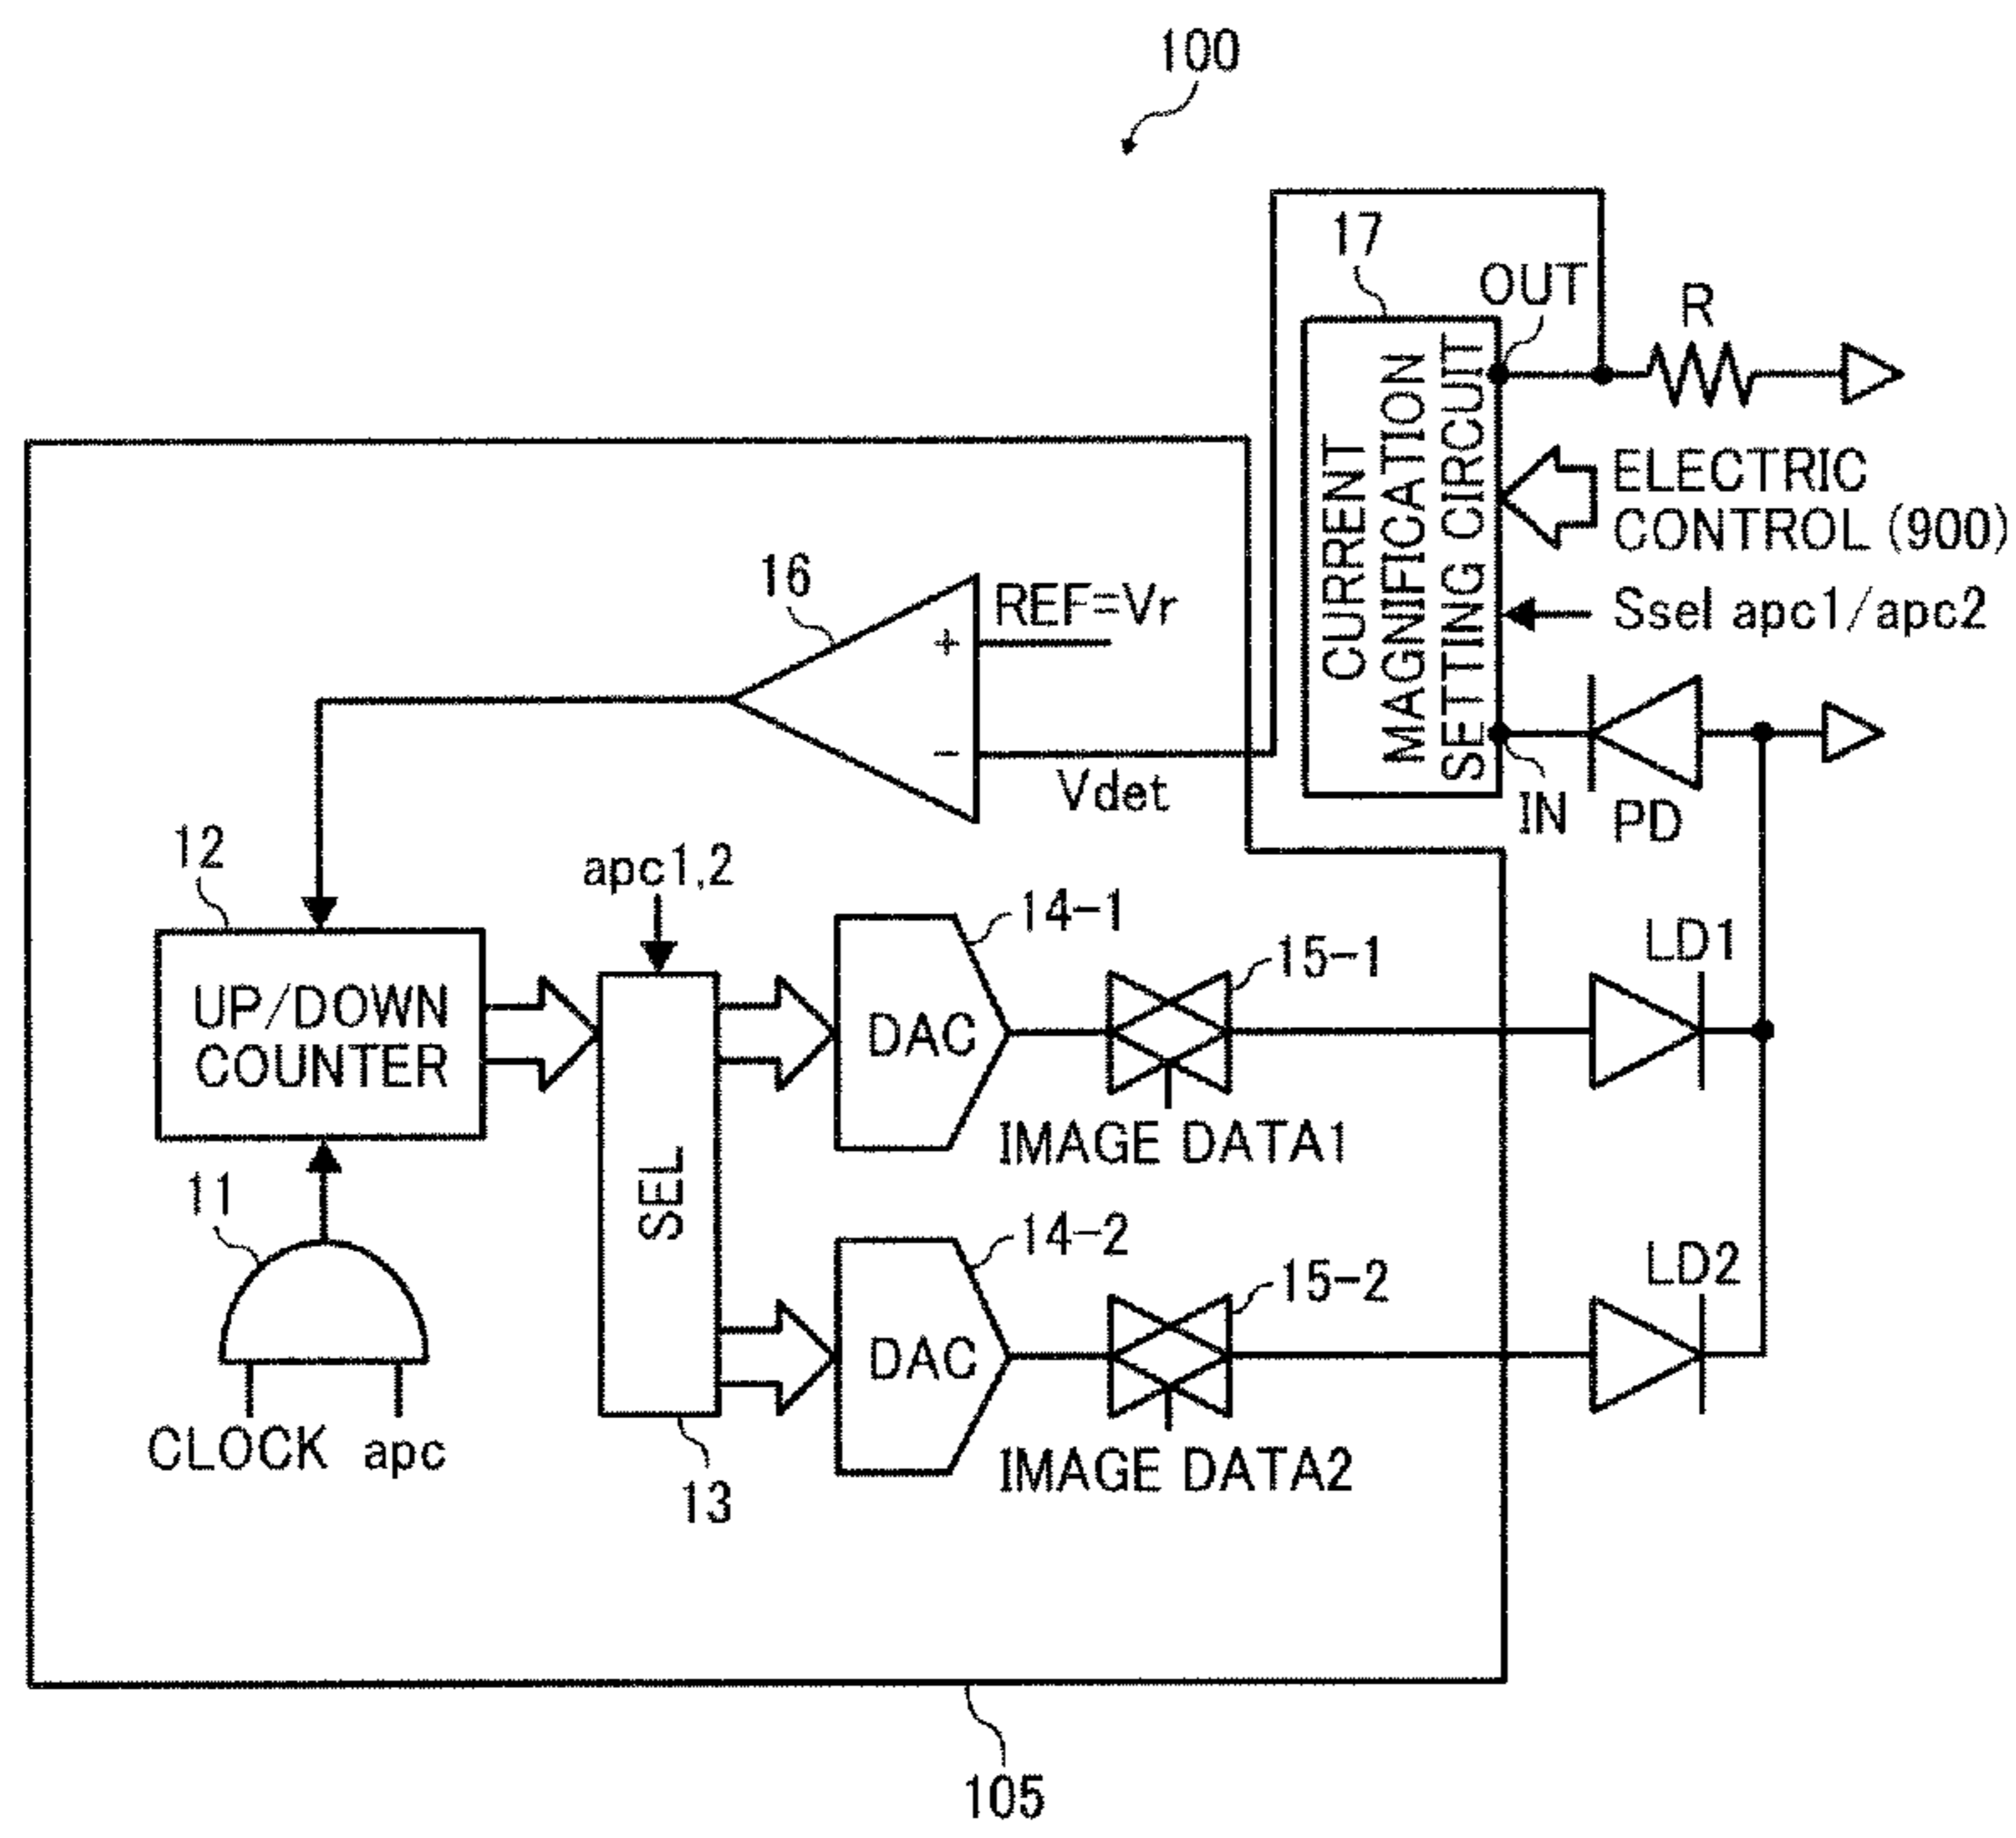 100
17
OUT
R
CURRENT
MAGNIFICATION
SETTING CIRCUIT
ELECTRIC
CONTROL (900)
Ssel apc1/apc2
16
REF=Vr
+
−
Vdet
IN
PD
12
apc1,2
14-1
15-1
LD1
UP/DOWN
COUNTER
DAC
IMAGE DATA1
11
SEL
14-2
15-2
LD2
DAC
CLOCK apc
IMAGE DATA2
13
105